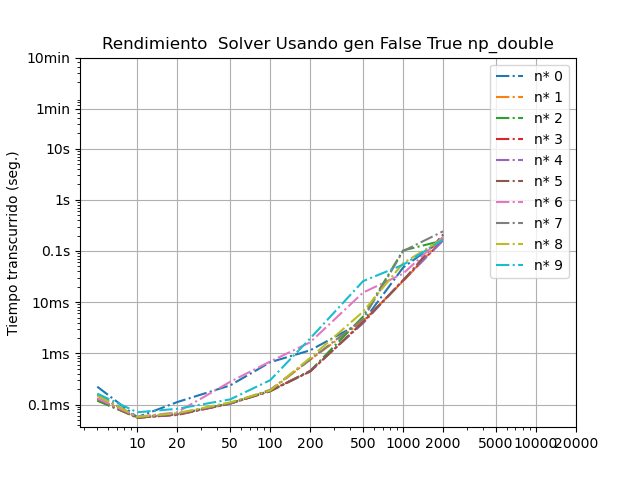 Rendimiento  Solver Usando gen False True np_double
Tiempo transcurrido (seg.)
10min
1min
10s
1s
0.1s
10ms
1ms
0.1ms
10 20 50 100 200 500 1000 2000 5000 10000 20000
n* 0
n* 1
n* 2
n* 3
n* 4
n* 5
n* 6
n* 7
n* 8
n* 9